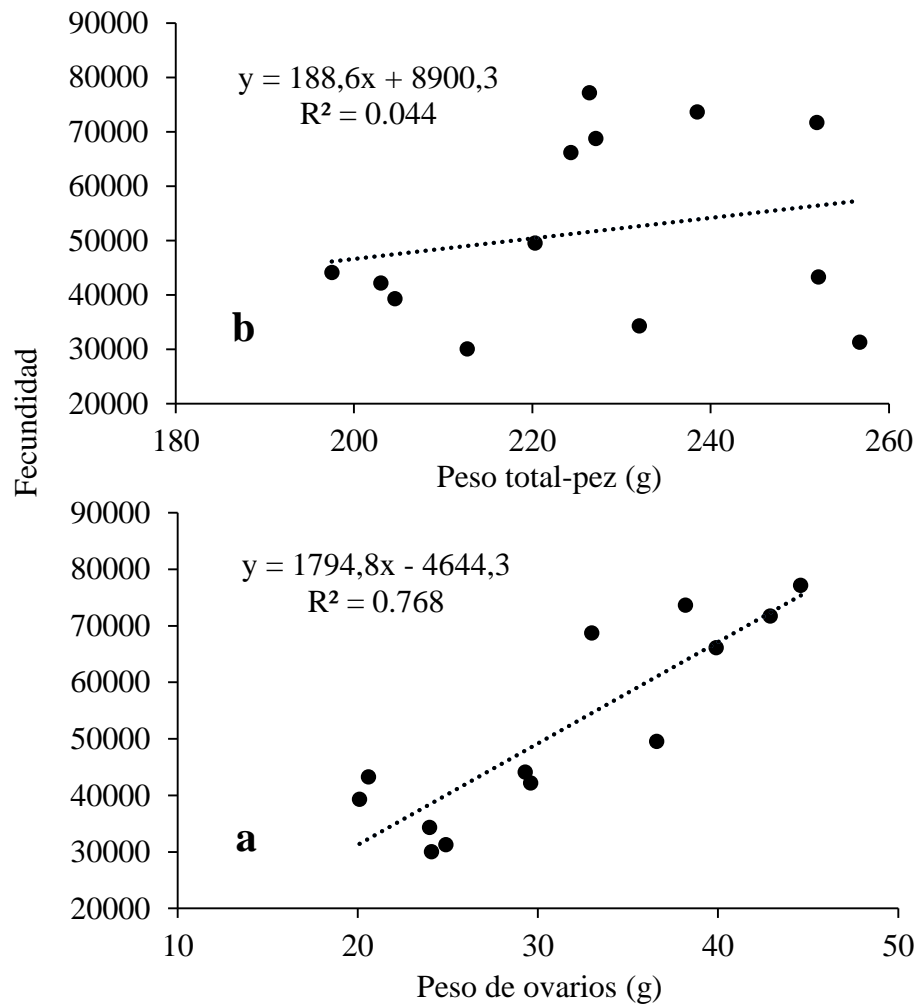 90000
80000
70000
60000
50000
40000
30000
20000
y = 188,6x + 8900,3
R² = 0.044
b
180 200 220 240 260
Peso total-pez (g)
Fecundidad
90000
80000
70000
60000
50000
40000
30000
20000
y = 1794,8x - 4644,3
R² = 0.768
a
10 20 30 40 50
Peso de ovarios (g)